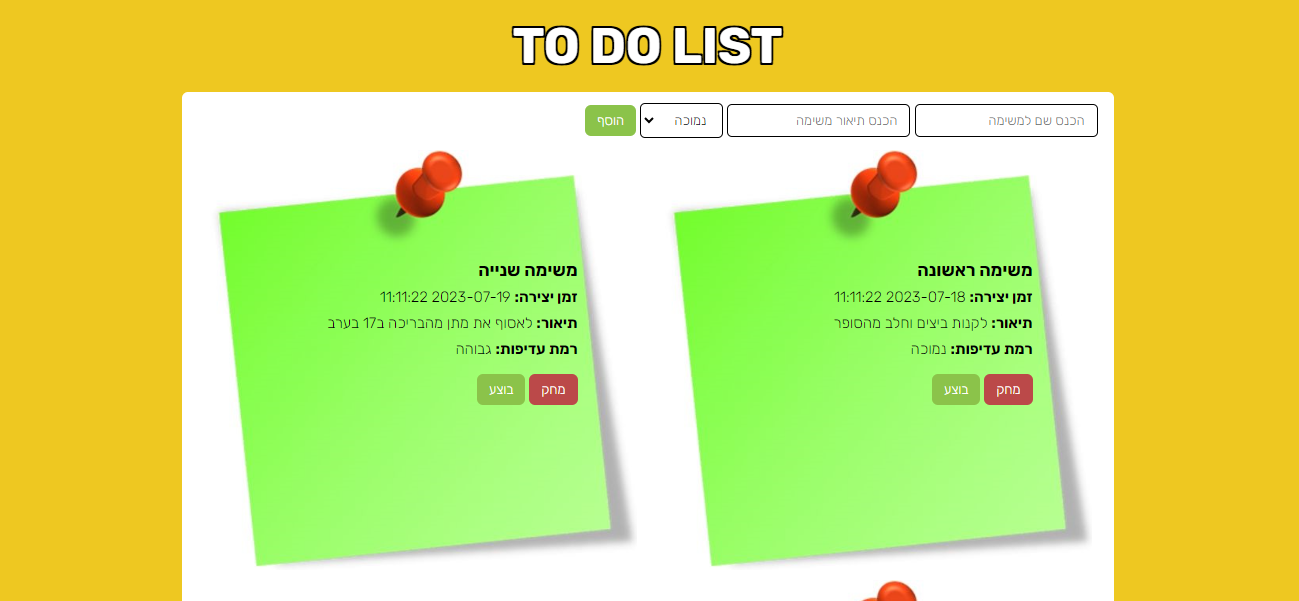 TO DO LIST
הכנס שם למשימה
הכנס תיאור משימה
נמוכה
הוסף
משימה ראשונה
זמן יצירה: 2023-07-18 11:11:22
תיאור: לקנות ביצים וחלב מהסופר
רמת עדיפות: נמוכה
מחק
בוצע
משימה שנייה
זמן יצירה: 2023-07-19 11:11:22
תיאור: לאסוף את מתן מהבריכה ב17 בערב
רמת עדיפות: גבוהה
מחק
בוצע